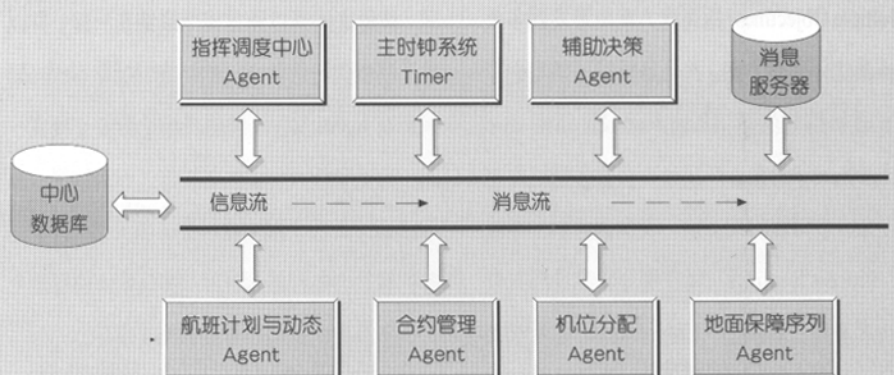 指挥调度中心
Agent
主时钟系统
Timer
辅助决策
Agent
消息
服务器
中心
数据库
信息流
消息流
航班计划与动态
Agent
合约管理
Agent
机位分配
Agent
地面保障序列
Agent